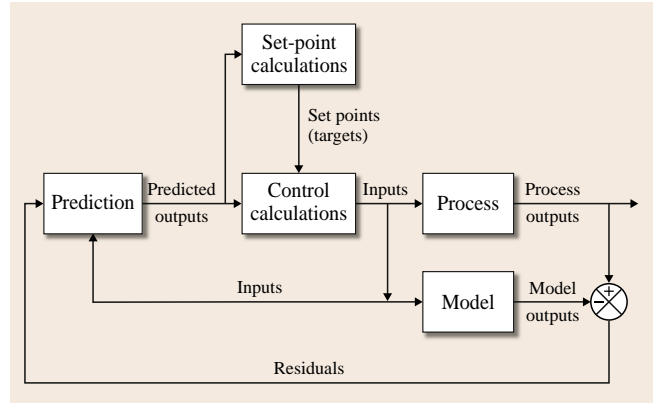 Set-point
calculations
Set points
(targets)
Prediction
Predicted
outputs
Control
calculations
Inputs
Process
Process
outputs
Inputs
Model
Model
outputs
+
−
Residuals